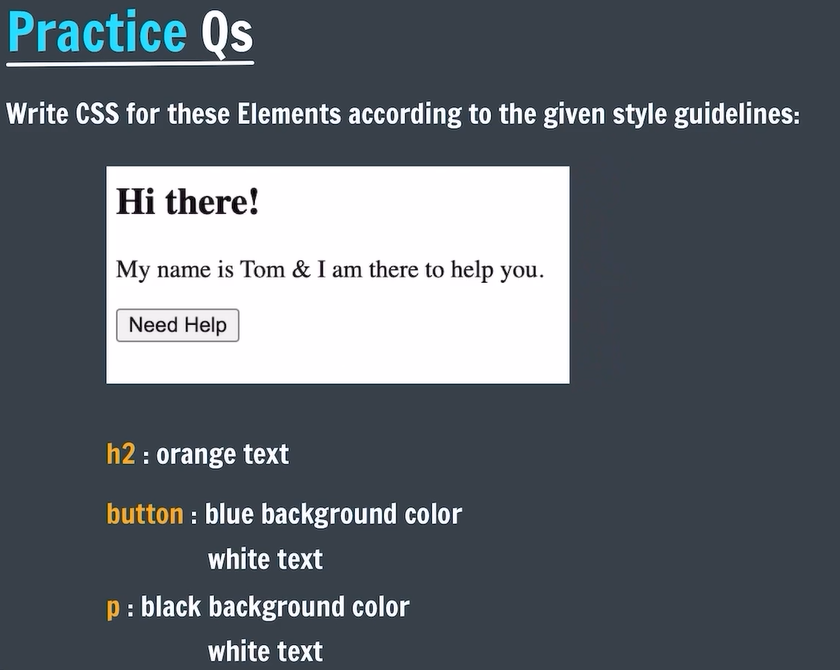 Practice Qs
Write CSS for these Elements according to the given style guidelines:
Hi there!
My name is Tom & I am there to help you.
Need Help
h2 : orange text
button : blue background color
white text
p : black background color
white text